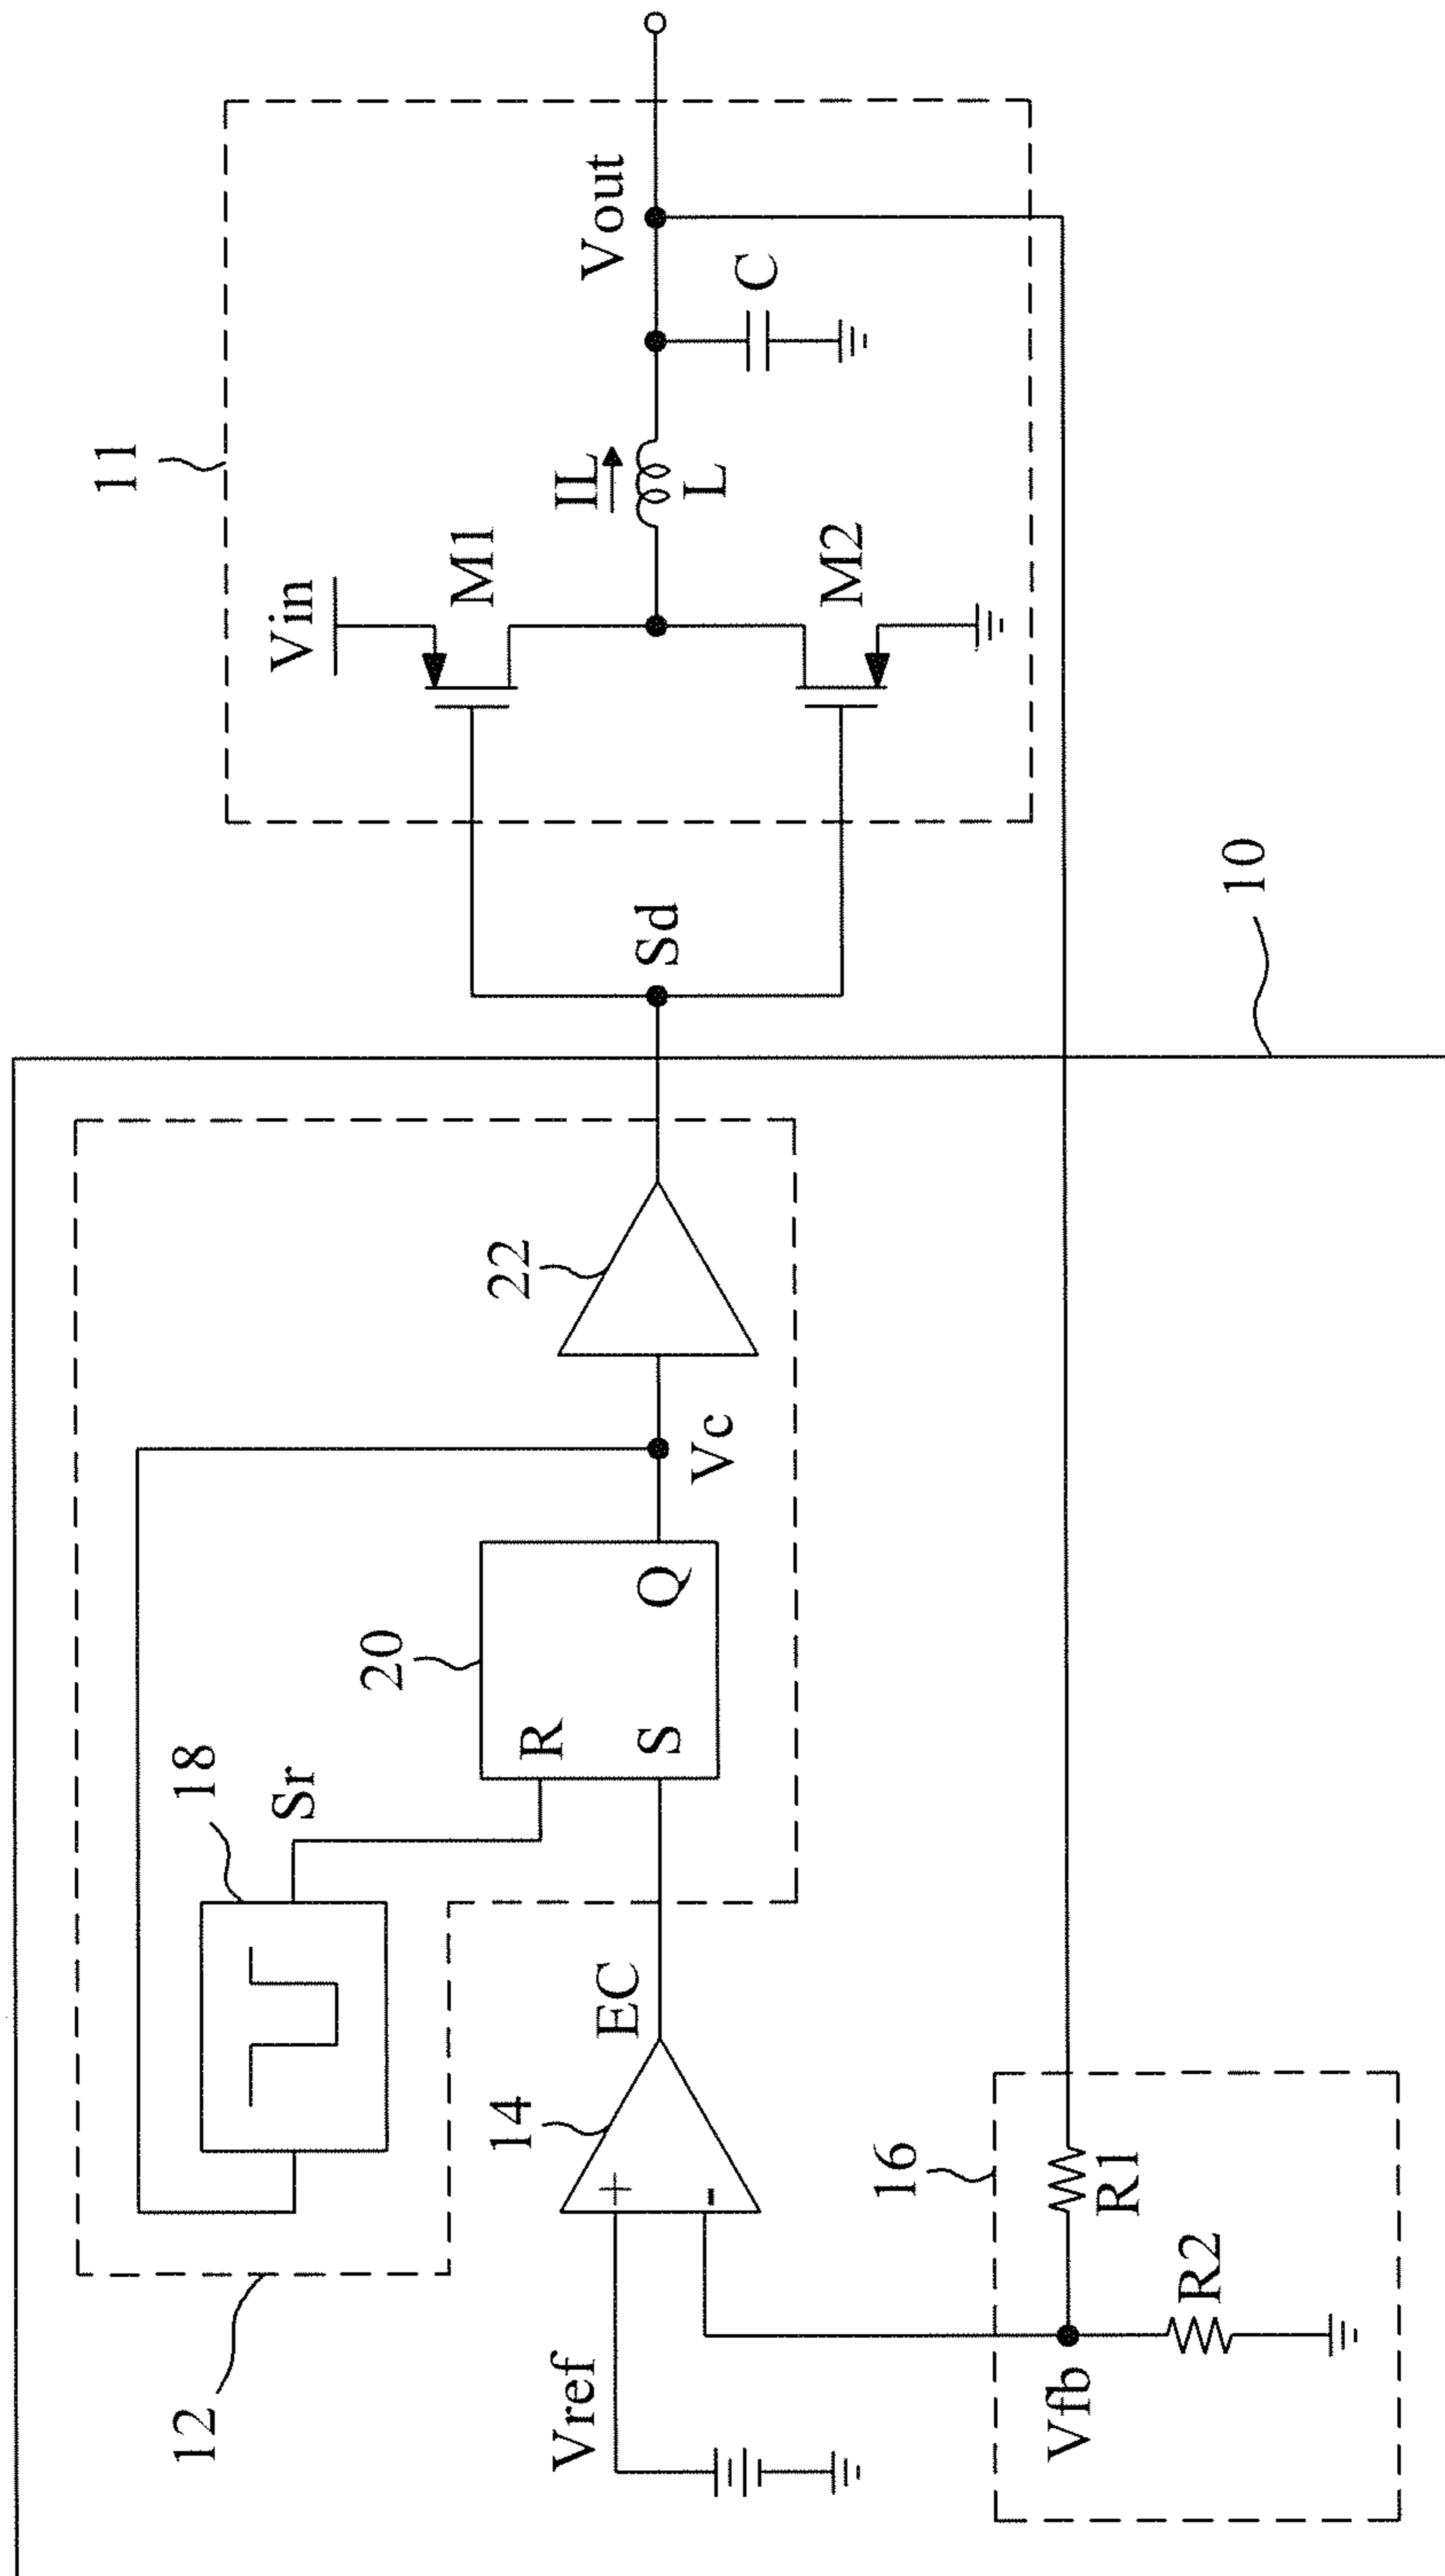 11
Vin
M1
IL
L
Vout
C
M2
Sd
10
12
18
Sr
20
R
S
Q
Vc
22
Vref
+
-
14
EC
16
Vfb
R1
R2